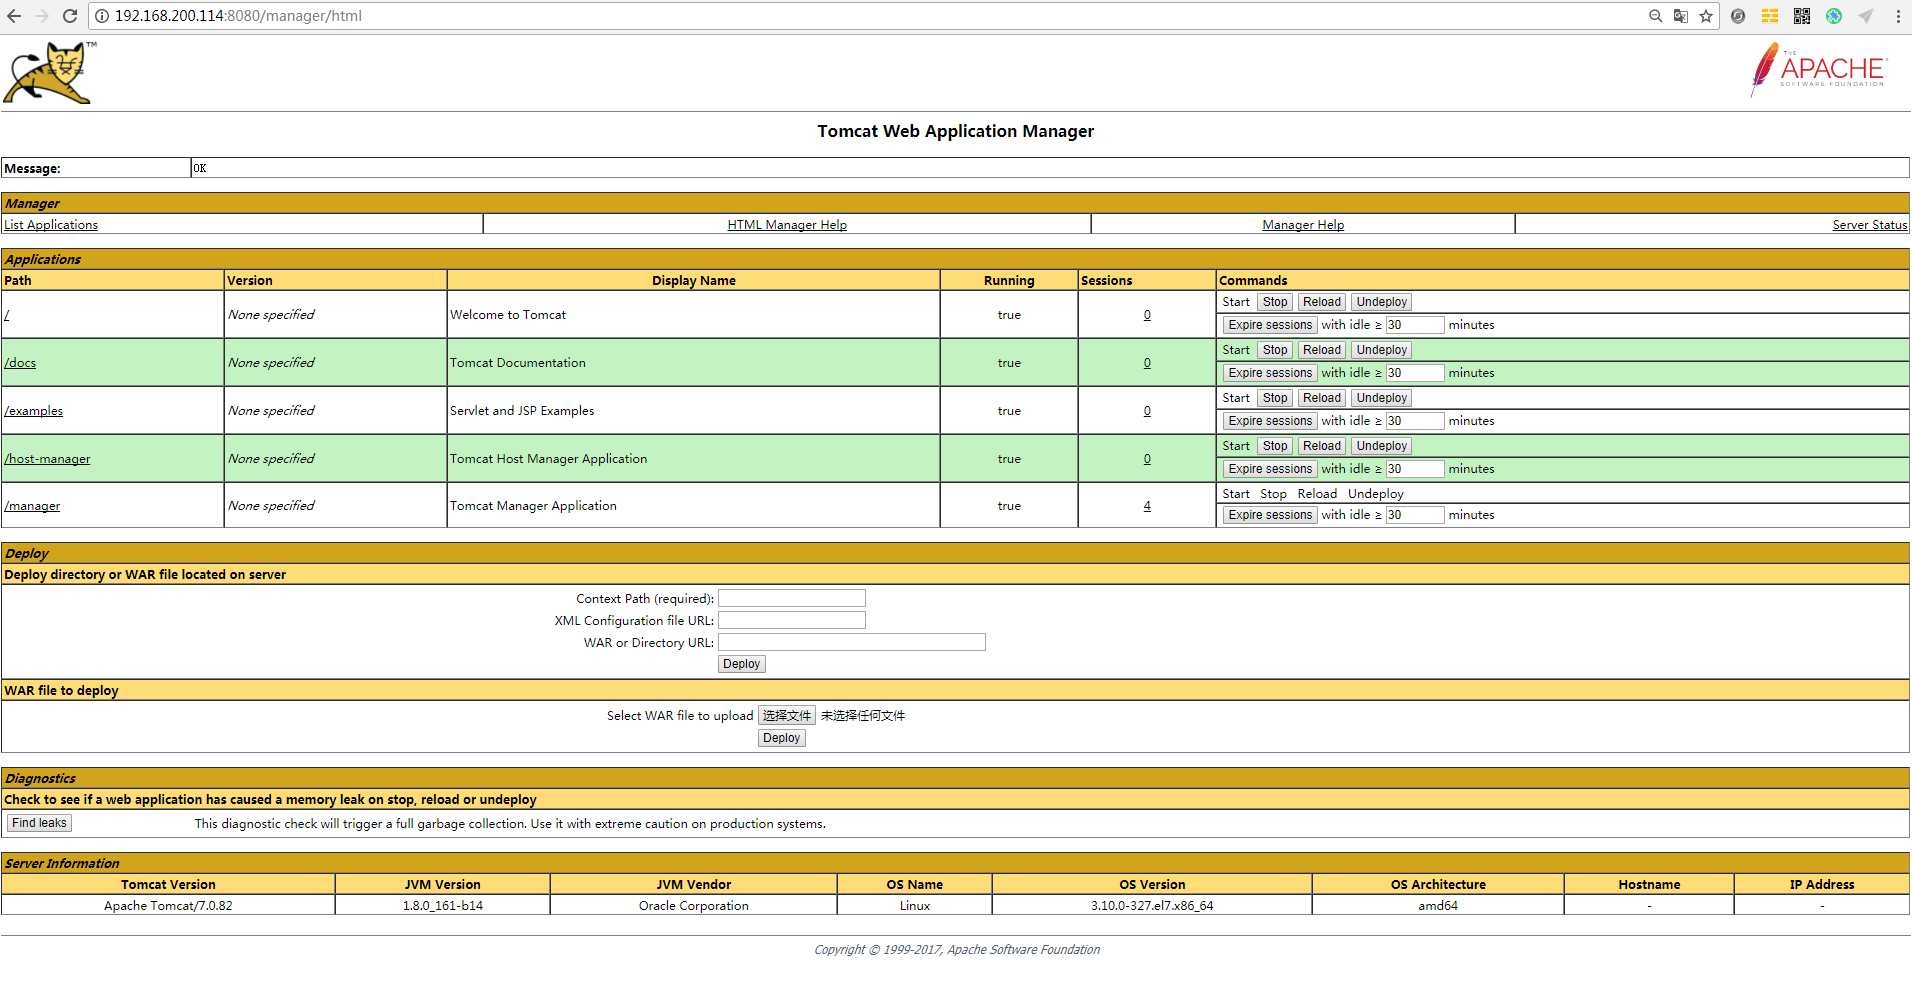 192.168.200.114:8080/manager/html
TM
THE
APACHE
SOFTWARE FOUNDATION
Tomcat Web Application Manager
Message: OK
Manager
List Applications HTML Manager Help Manager Help Server Status
Applications
Path Version Display Name Running Sessions Commands
/ None specified Welcome to Tomcat true 0 Start Stop Reload Undeploy
Expire sessions with idle ≥ 30 minutes
/docs None specified Tomcat Documentation true 0 Start Stop Reload Undeploy
Expire sessions with idle ≥ 30 minutes
/examples None specified Servlet and JSP Examples true 0 Start Stop Reload Undeploy
Expire sessions with idle ≥ 30 minutes
/host-manager None specified Tomcat Host Manager Application true 0 Start Stop Reload Undeploy
Expire sessions with idle ≥ 30 minutes
/manager None specified Tomcat Manager Application true 4 Start Stop Reload Undeploy
Expire sessions with idle ≥ 30 minutes
Deploy
Deploy directory or WAR file located on server
Context Path (required):
XML Configuration file URL:
WAR or Directory URL:
Deploy
WAR file to deploy
Select WAR file to upload 选择文件 未选择任何文件
Deploy
Diagnostics
Check to see if a web application has caused a memory leak on stop, reload or undeploy
Find leaks This diagnostic check will trigger a full garbage collection. Use it with extreme caution on production systems.
Server Information
Tomcat Version JVM Version JVM Vendor OS Name OS Version OS Architecture Hostname IP Address
Apache Tomcat/7.0.82 1.8.0_161-b14 Oracle Corporation Linux 3.10.0-327.el7.x86_64 amd64 - -
Copyright © 1999-2017, Apache Software Foundation